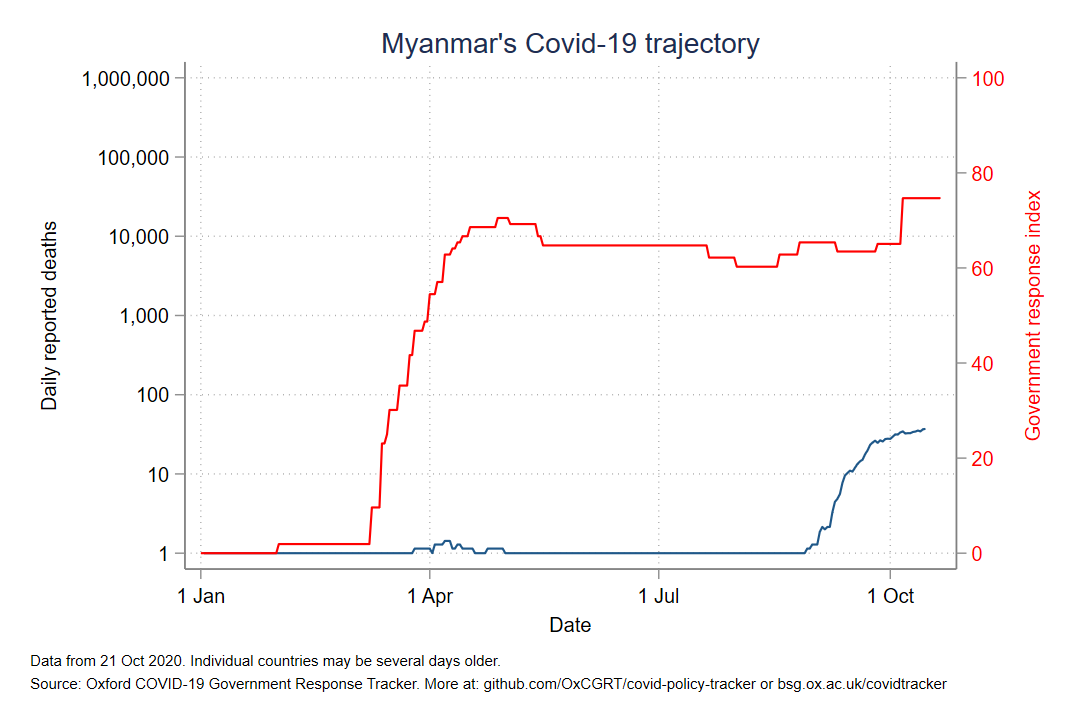 Myanmar's Covid-19 trajectory
1,000,000
100,000
10,000
1,000
100
10
1
Daily reported deaths
100
80
60
40
20
0
Government response index
1 Jan
1 Apr
1 Jul
1 Oct
Date
Data from 21 Oct 2020. Individual countries may be several days older.
Source: Oxford COVID-19 Government Response Tracker. More at: github.com/OxCGRT/covid-policy-tracker or bsg.ox.ac.uk/covidtracker